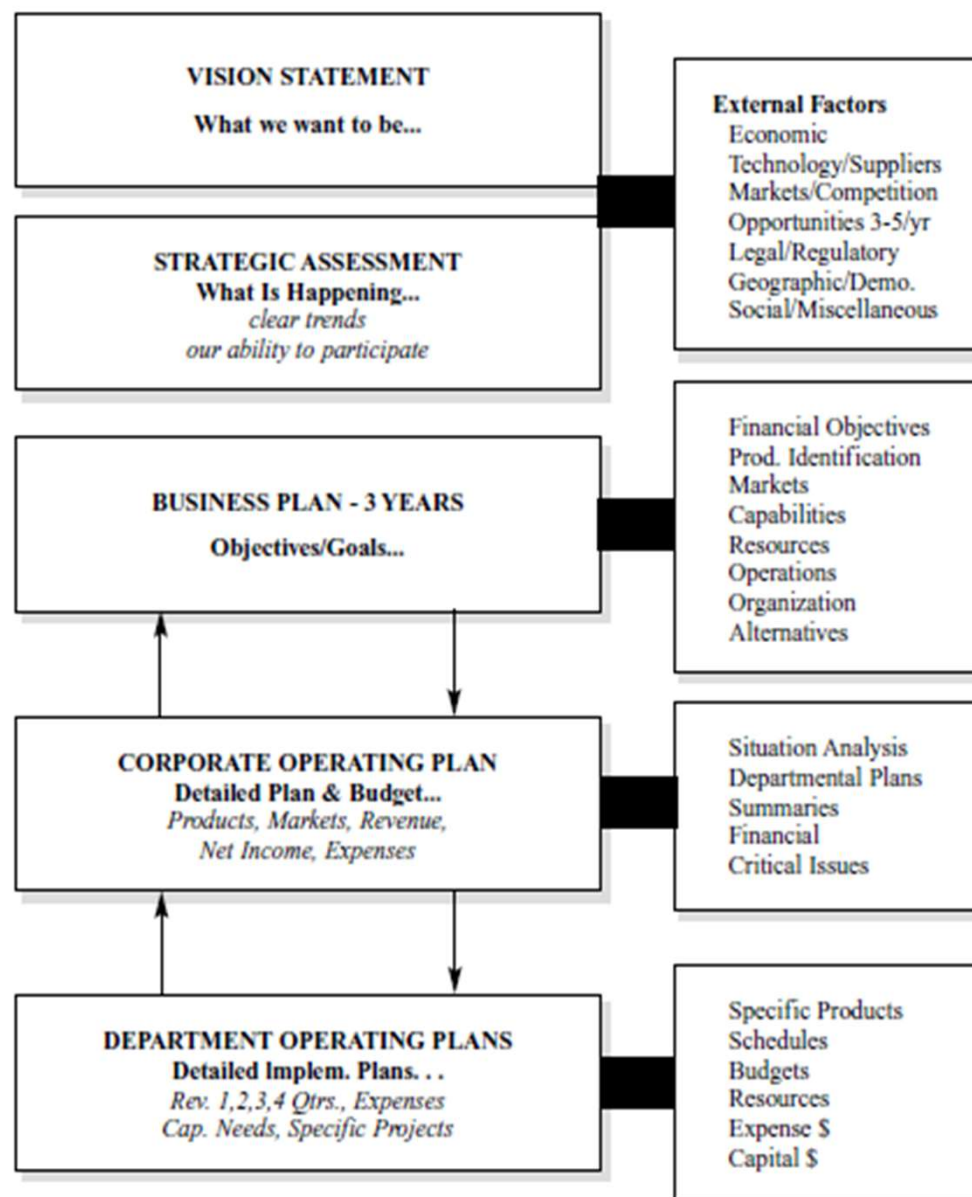 VISION STATEMENT
What we want to be...
External Factors
Economic
Technology/Suppliers
Markets/Competition
Opportunities 3-5/yr
Legal/Regulatory
Geographic/Demo.
Social/Miscellaneous
STRATEGIC ASSESSMENT
What Is Happening...
clear trends
our ability to participate
BUSINESS PLAN - 3 YEARS
Objectives/Goals...
Financial Objectives
Prod. Identification
Markets
Capabilities
Resources
Operations
Organization
Alternatives
CORPORATE OPERATING PLAN
Detailed Plan & Budget...
Products, Markets, Revenue,
Net Income, Expenses
Situation Analysis
Departmental Plans
Summaries
Financial
Critical Issues
DEPARTMENT OPERATING PLANS
Detailed Implem. Plans. . .
Rev. 1,2,3,4 Qtrs., Expenses
Cap. Needs, Specific Projects
Specific Products
Schedules
Budgets
Resources
Expense $
Capital $